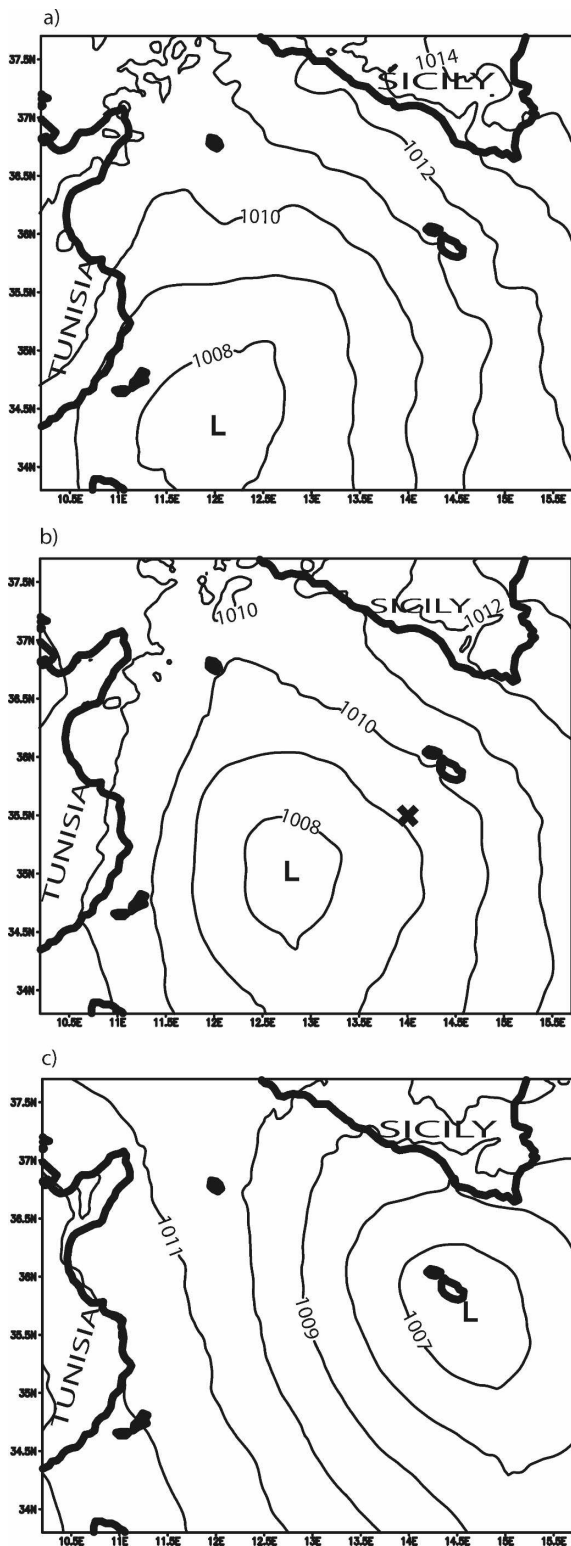 a)
37.5N
37N
36.5N
36N
35.5N
35N
34.5N
34N
1014
SICILY
1012
1010
TUNISIA
1008
L
10.5E 11E 11.5E 12E 12.5E 13E 13.5E 14E 14.5E 15E 15.5E
b)
37.5N
37N
36.5N
36N
35.5N
35N
34.5N
34N
1010
SICILY
1012
1010
TUNISIA
1008
L
10.5E 11E 11.5E 12E 12.5E 13E 13.5E 14E 14.5E 15E 15.5E
c)
37.5N
37N
36.5N
36N
35.5N
35N
34.5N
34N
SICILY
1011
1009
1007
L
TUNISIA
10.5E 11E 11.5E 12E 12.5E 13E 13.5E 14E 14.5E 15E 15.5E